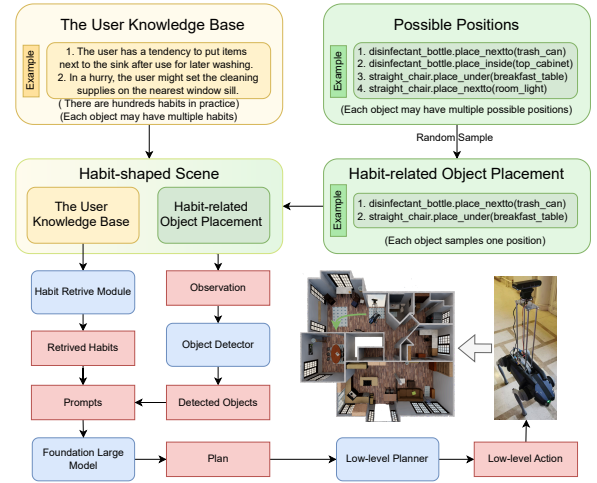 The User Knowledge Base
Example
1. The user has a tendency to put items
next to the sink after use for later washing.
2. In a hurry, the user might set the cleaning
supplies on the nearest window sill.
( There are hundreds habits in practice)
(Each object may have multiple habits)
Possible Positions
Example
1. disinfectant_bottle.place_nextto(trash_can)
2. disinfectant_bottle.place_inside(top_cabinet)
3. straight_chair.place_under(breakfast_table)
4. straight_chair.place_nextto(room_light)
(Each object may have multiple possible positions)
Random Sample
Habit-shaped Scene
The User
Knowledge Base
Habit-related
Object Placement
Habit-related Object Placement
Example
1. disinfectant_bottle.place_nextto(trash_can)
2. straight_chair.place_under(breakfast_table)
(Each object samples one position)
Habit Retrive Module
Observation
Retrived Habits
Object Detector
Prompts
Detected Objects
Foundation Large
Model
Plan
Low-level Planner
Low-level Action